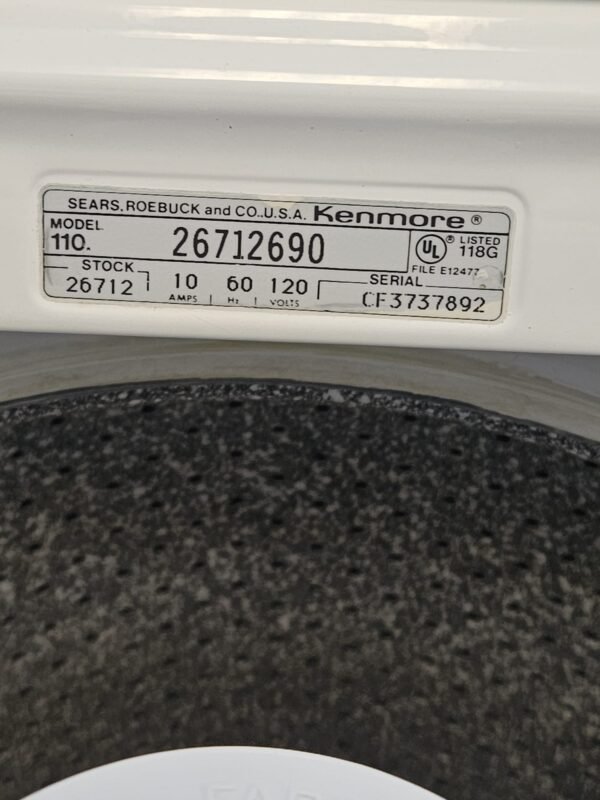 SEARS, ROEBUCK and CO., U.S.A. Kenmore ®
MODEL
110. 26712690
UL ® LISTED
118G
FILE E12477
STOCK
26712
10 60 120
AMPS Hz VOLTS
SERIAL
CF3737892